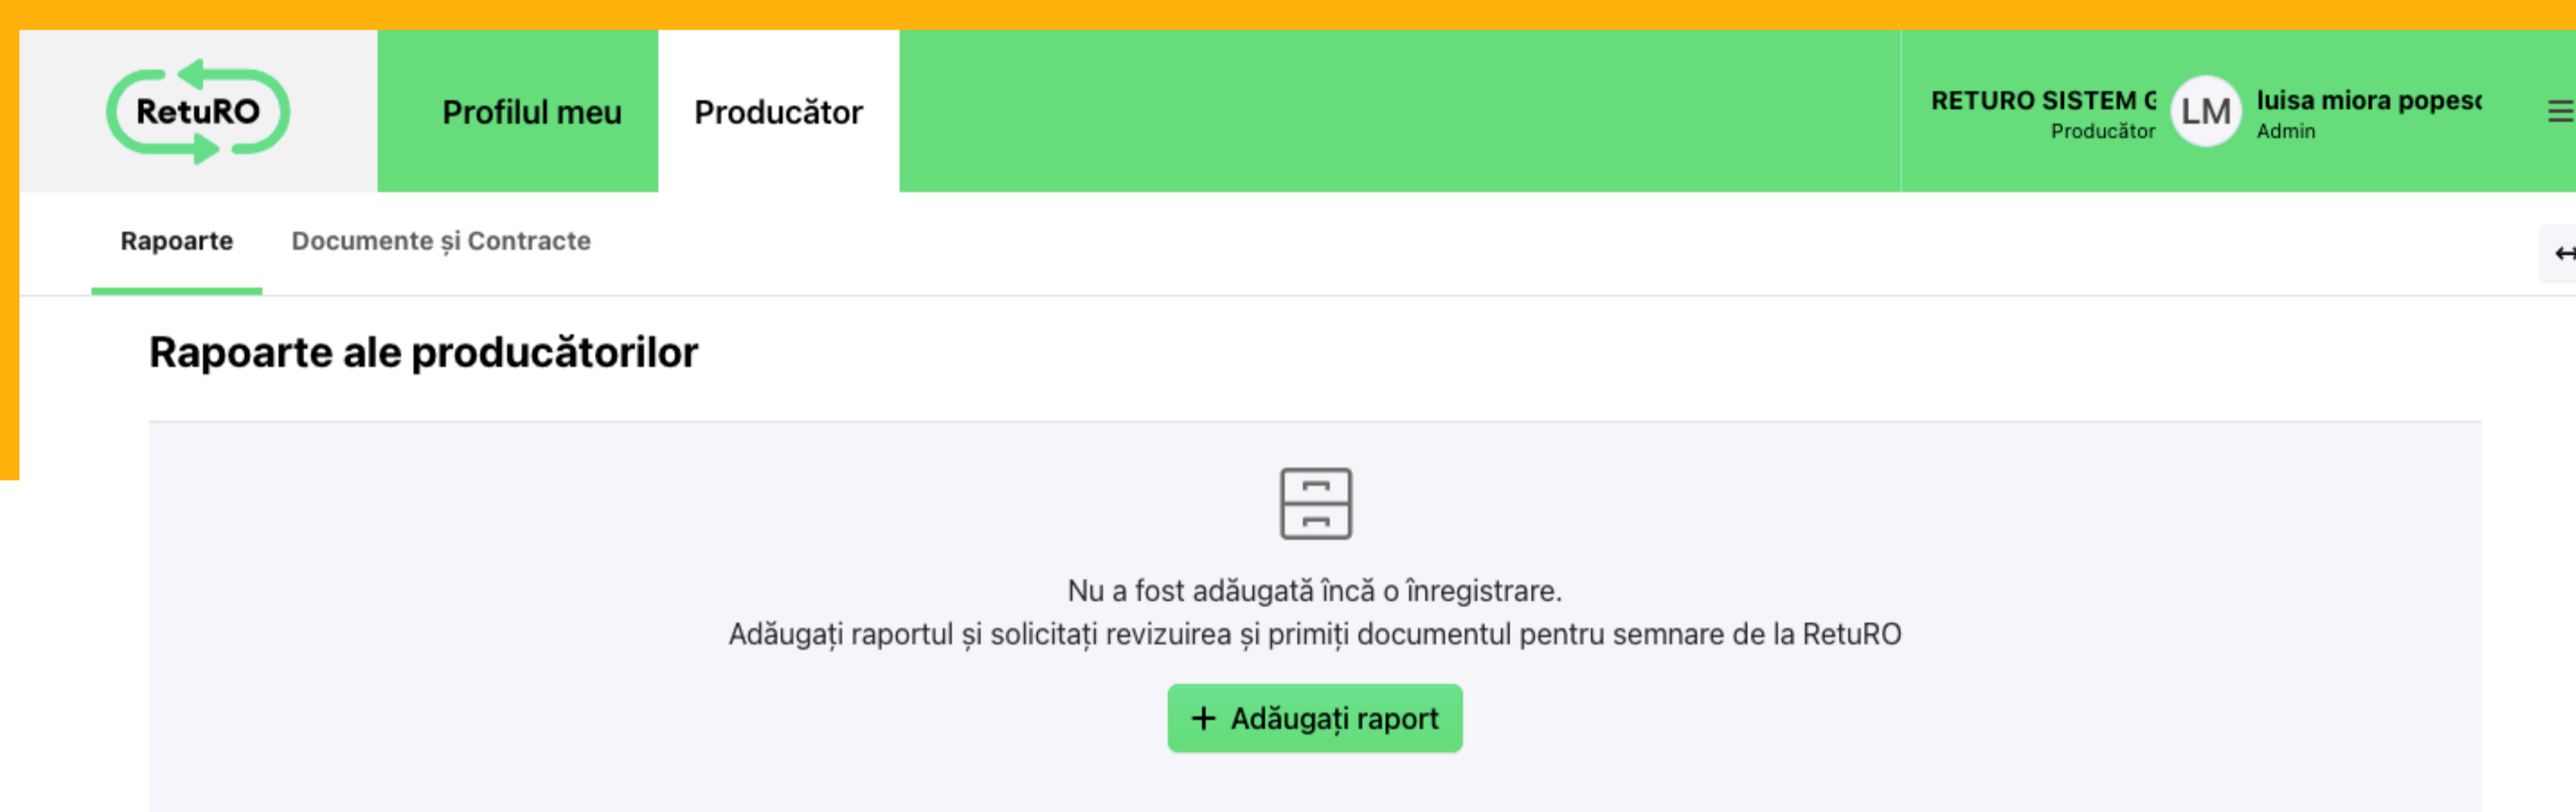 RetuRO
Profilul meu
Producător
RETURO SISTEM
Producător
LM
luisa miora
Admin
Rapoarte
Documente și Contracte
Rapoarte ale producătorilor
Nu a fost adăugată încă o înregistrare.
Adăugați raportul și solicitați revizuirea și primiți documentul pentru semnare de la RetuRO
+ Adăugați raport